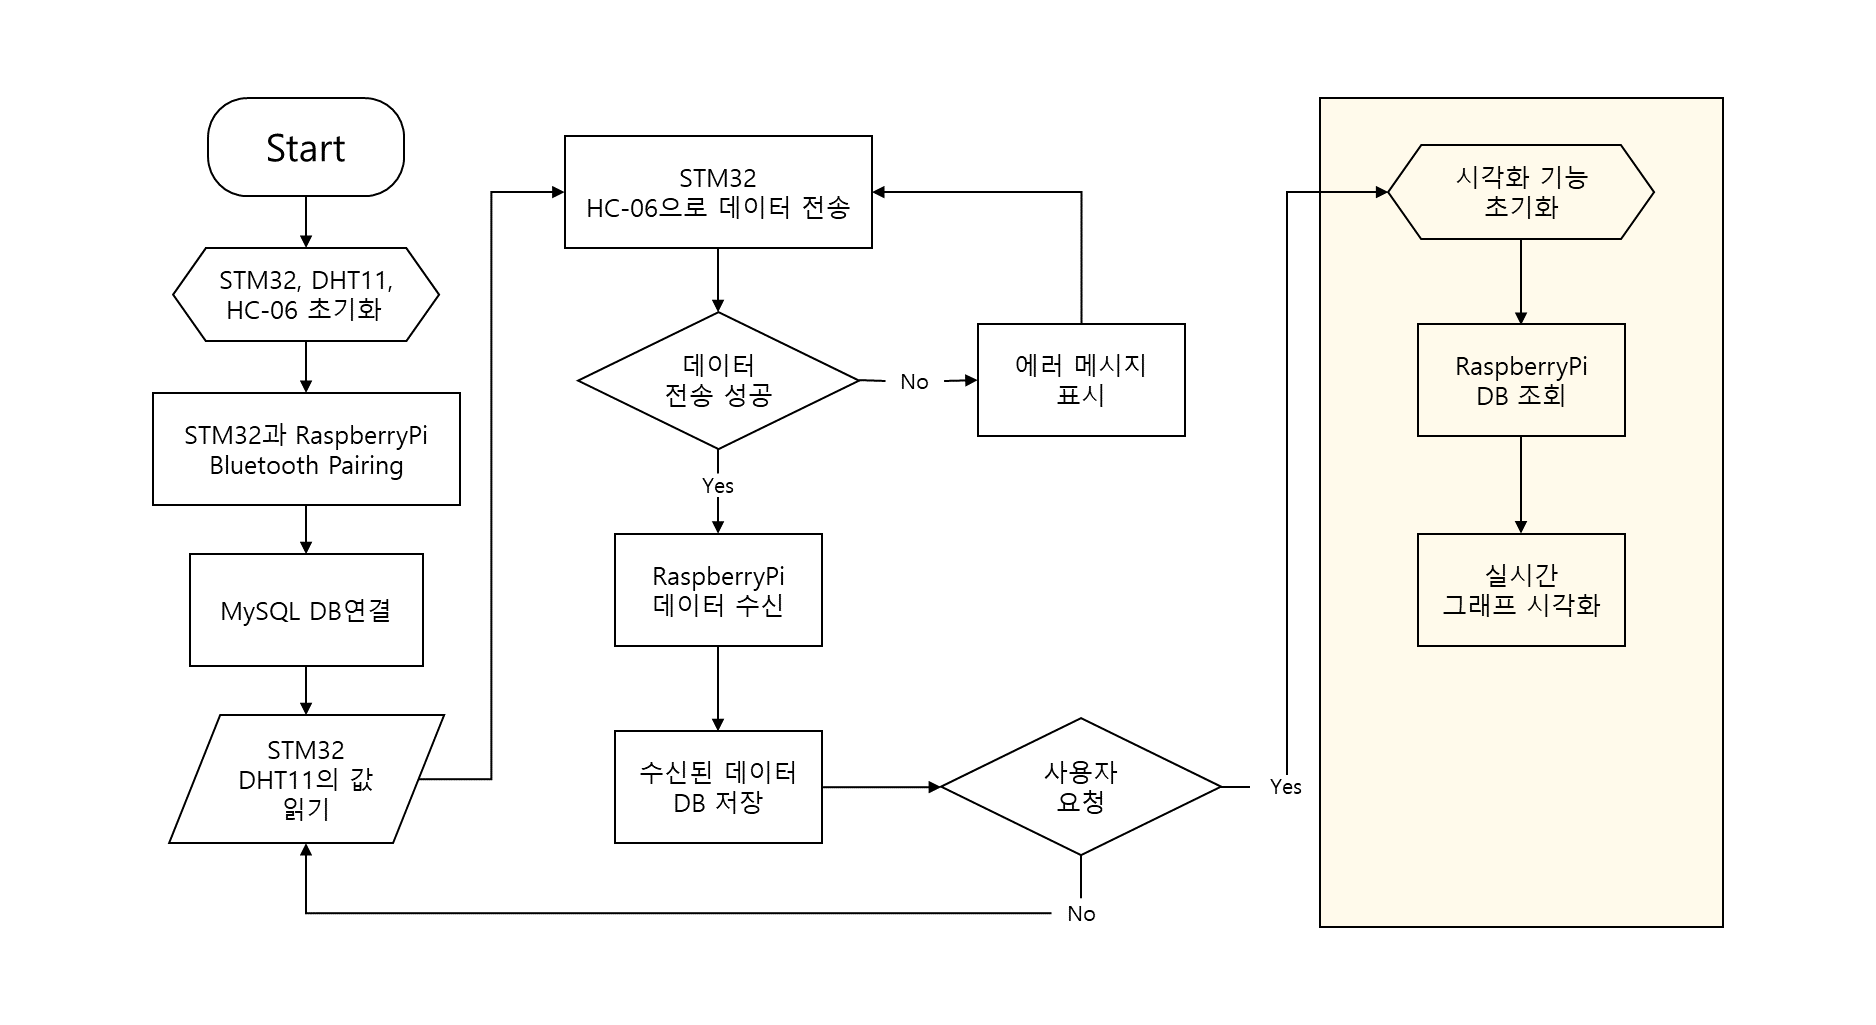 Start
STM32, DHT11,
HC-06 초기화
STM32과 RaspberryPi
Bluetooth Pairing
MySQL DB연결
STM32
DHT11의 값
읽기
STM32
HC-06으로 데이터 전송
데이터
전송 성공
No
에러 메시지
표시
Yes
RaspberryPi
데이터 수신
수신된 데이터
DB 저장
사용자
요청
No
Yes
시각화 기능
초기화
RaspberryPi
DB 조회
실시간
그래프 시각화